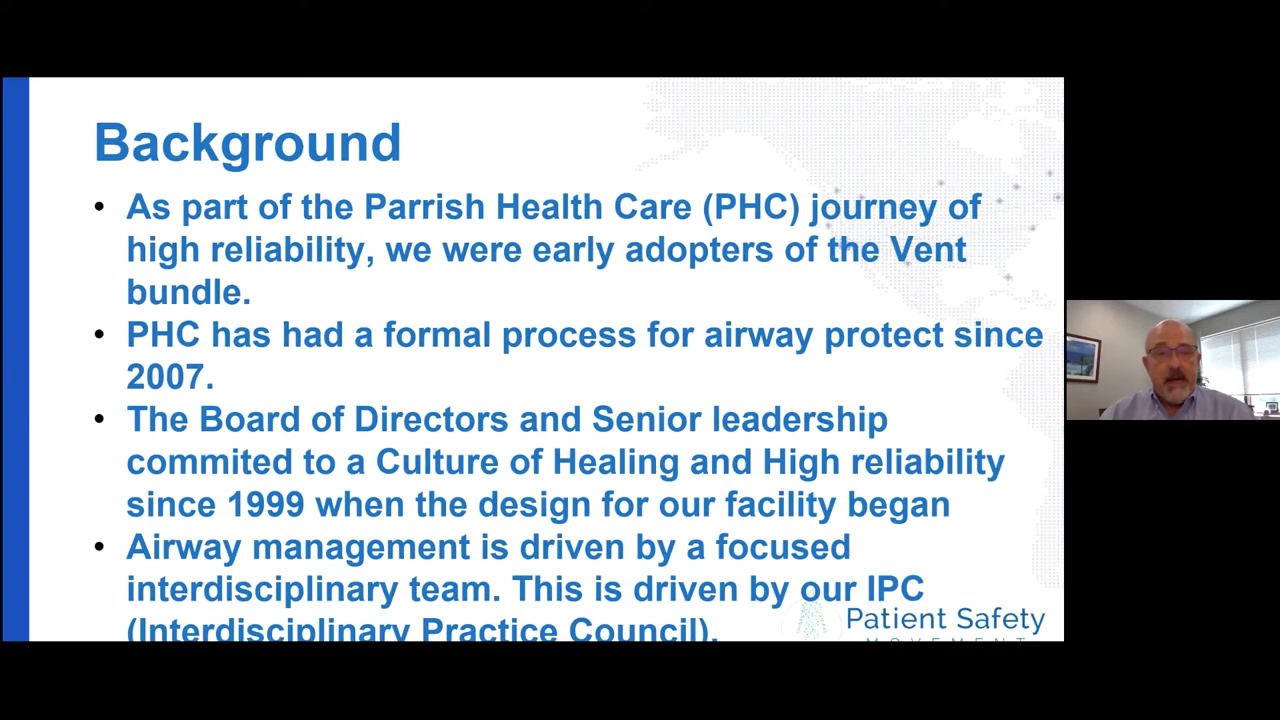 Background
• As part of the Parrish Health Care (PHC) journey of
high reliability, we were early adopters of the Vent
bundle.
• PHC has had a formal process for airway protect since
2007.
• The Board of Directors and Senior leadership
commited to a Culture of Healing and High reliability
since 1999 when the design for our facility began
• Airway management is driven by a focused
interdisciplinary team. This is driven by our IPC
(Interdisciplinary Practice Council).
Patient Safety
MOVEMENT